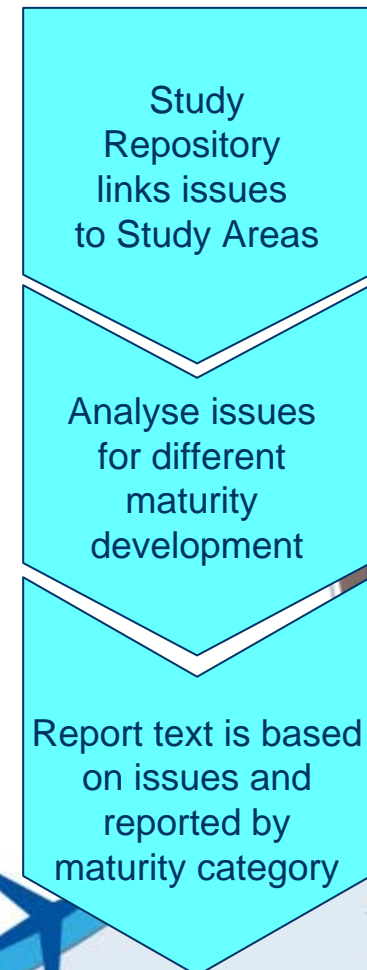 Study
Repository
links issues
to Study Areas
Analyse issues
for different
maturity
development
Report text is based
on issues and
reported by
maturity category